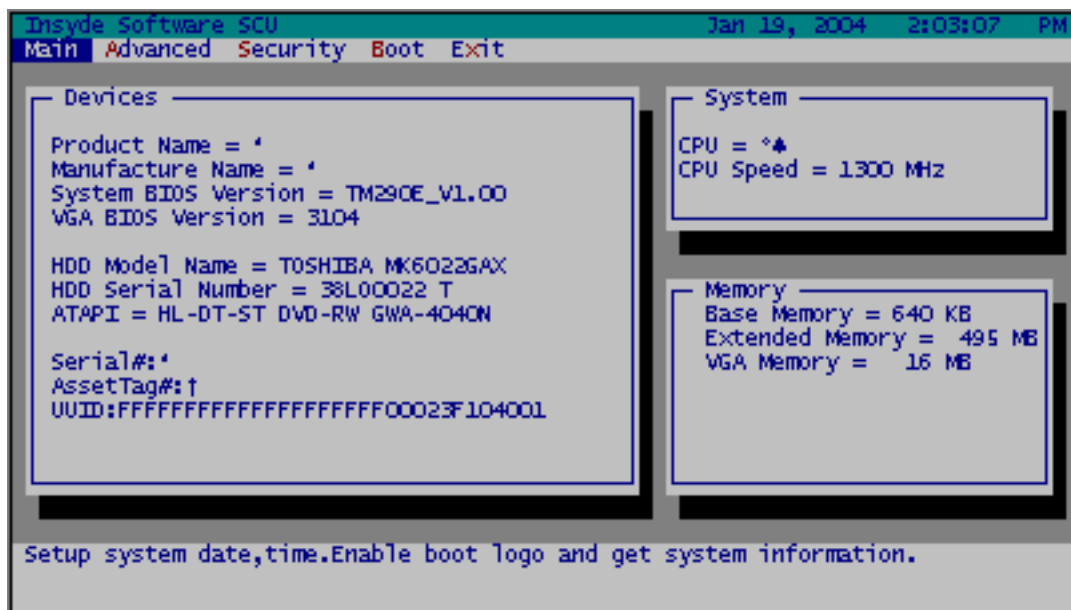 Insyde Software SCU Jan 19, 2004 2:03:07 PM
Main Advanced Security Boot Exit
Devices
Product Name = '
Manufacture Name = '
System BIOS Version = TM290E_V1.00
VGA BIOS Version = 3104
HDD Model Name = TOSHIBA MK6022GAX
HDD Serial Number = 38L00022 T
ATAPI = HL-DT-ST DVD-RW GWA-4040N
Serial#:'
AssetTag#:↑
UUID:FFFFFFFFFFFFFFFFFFFF00023F104001
System
CPU = °♣
CPU Speed = 1300 MHz
Memory
Base Memory = 640 KB
Extended Memory = 495 MB
VGA Memory = 16 MB
Setup system date,time.Enable boot logo and get system information.